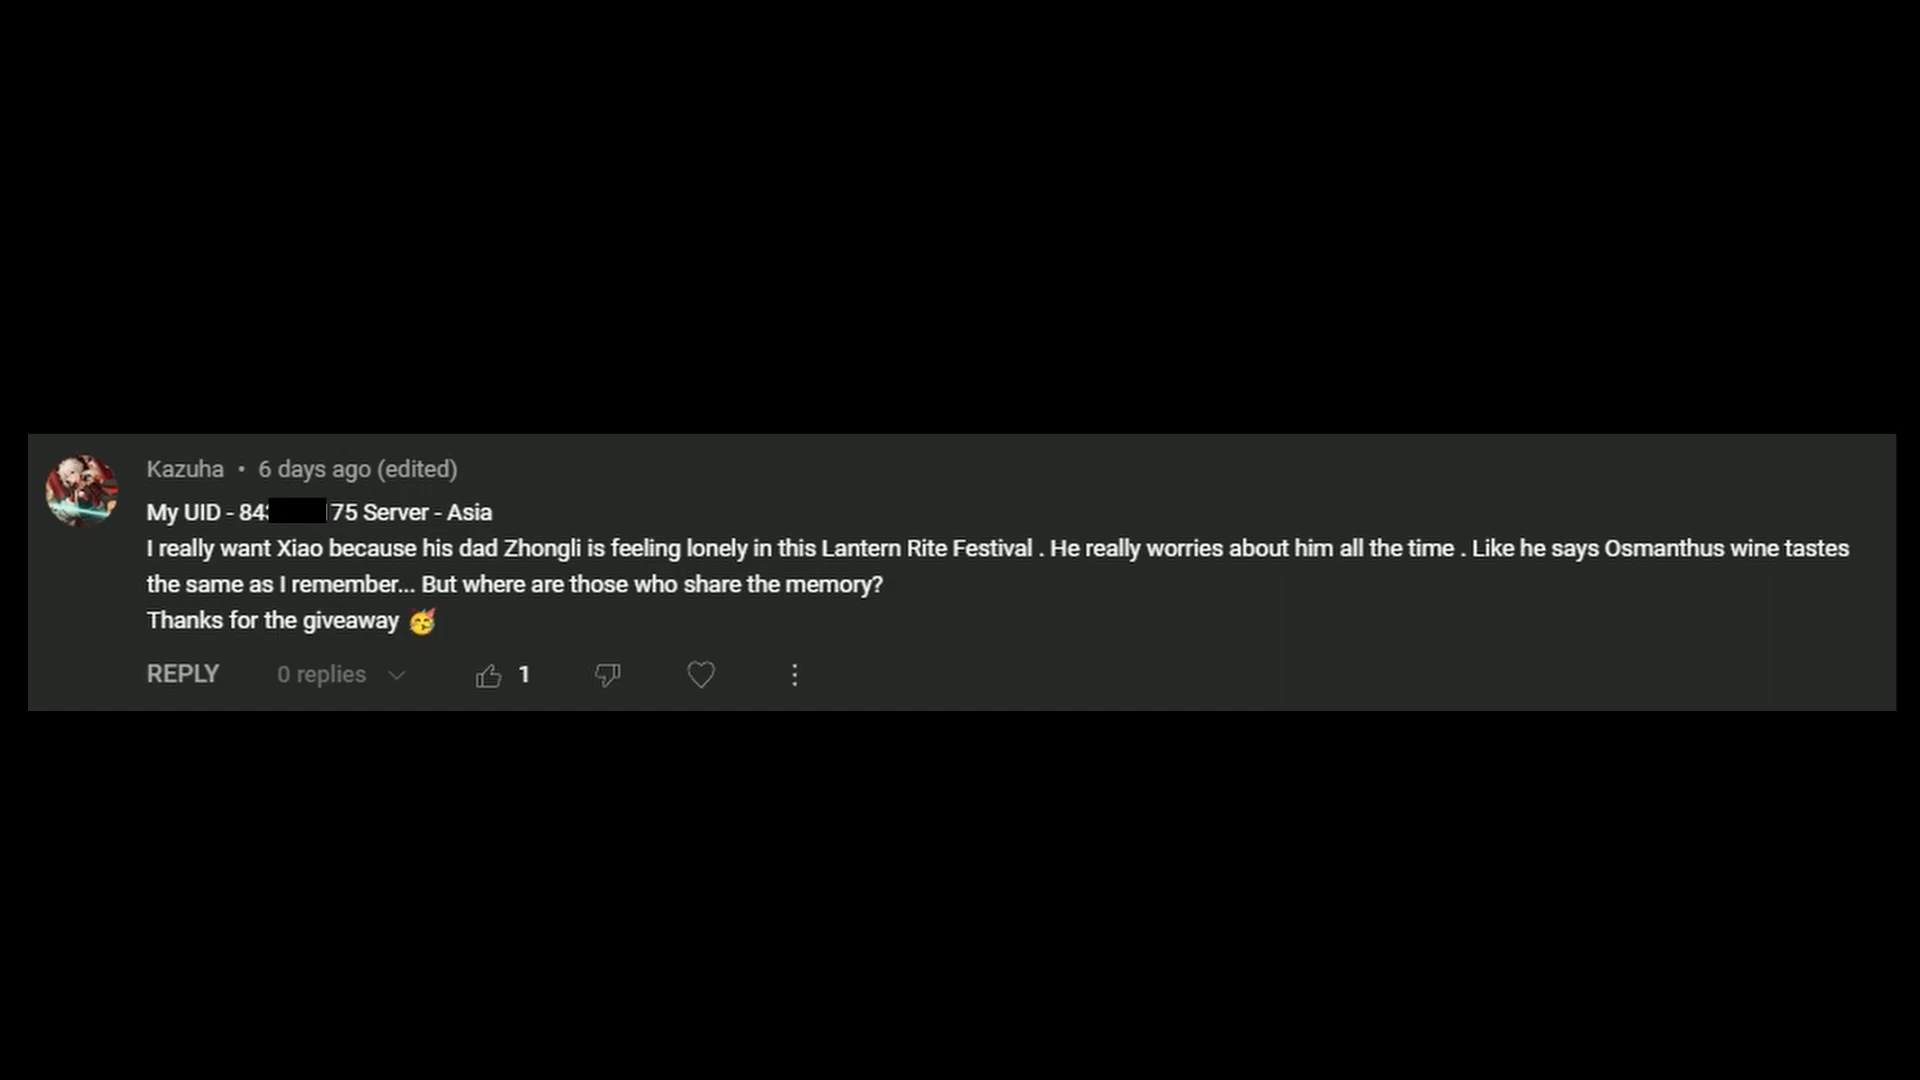 Kazuha • 6 days ago (edited)
My UID - 84 75 Server - Asia
I really want Xiao because his dad Zhongli is feeling lonely in this Lantern Rite Festival . He really worries about him all the time . Like he says Osmanthus wine tastes
the same as I remember... But where are those who share the memory?
Thanks for the giveaway 🥳
REPLY 0 replies 1